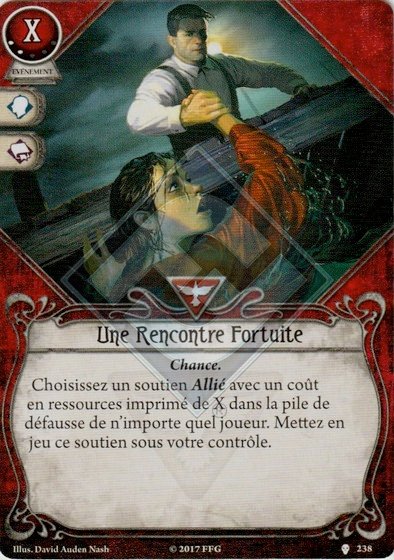 X
ÉVÉNEMENT
Une Rencontre Fortuite
Chance.
Choisissez un soutien Allié avec un coût
en ressources imprimé de X dans la pile de
défausse de n'importe quel joueur. Mettez en
jeu ce soutien sous votre contrôle.
Illus. David Auden Nash © 2017 FFG 238